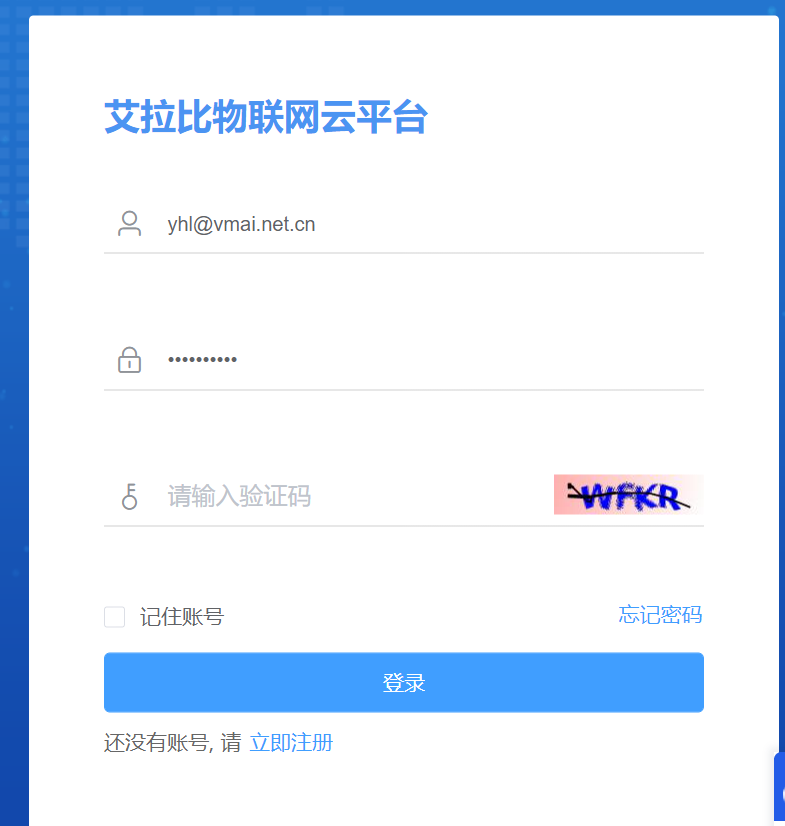 艾拉比物联网云平台
yhl@vmai.net.cn
••••••••••
请输入验证码 WFKR
记住账号 忘记密码
登录
还没有账号, 请 立即注册